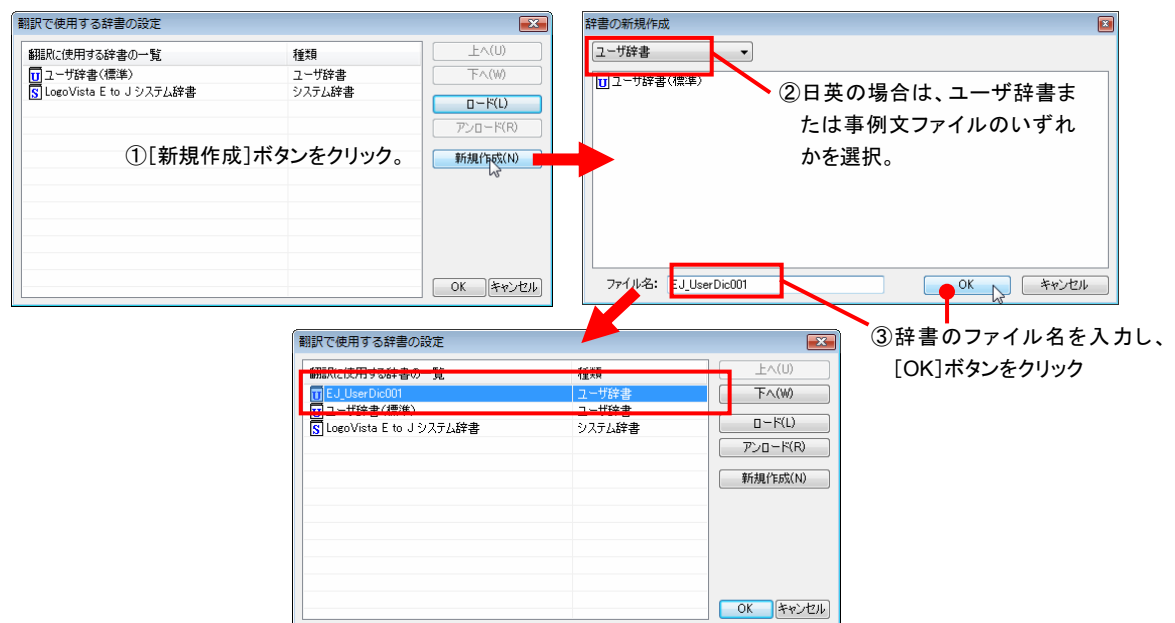 翻訳で使用する辞書の設定
翻訳に使用する辞書の一覧 種類
ユーザ辞書(標準) ユーザ辞書
LogoVista E to J システム辞書 システム辞書
上へ(U)
下へ(W)
ロード(L)
アンロード(R)
新規作成(N)
OK キャンセル
①[新規作成]ボタンをクリック。
辞書の新規作成
ユーザ辞書
ユーザ辞書(標準)
②日英の場合は、ユーザ辞書ま
たは事例文ファイルのいずれ
かを選択。
ファイル名: EJ_UserDic001 OK キャンセル
③辞書のファイル名を入力し、
[OK]ボタンをクリック
翻訳で使用する辞書の設定
翻訳に使用する辞書の一覧 種類
EJ_UserDic001 ユーザ辞書
ユーザ辞書(標準) ユーザ辞書
LogoVista E to J システム辞書 システム辞書
上へ(U)
下へ(W)
ロード(L)
アンロード(R)
新規作成(N)
OK キャンセル